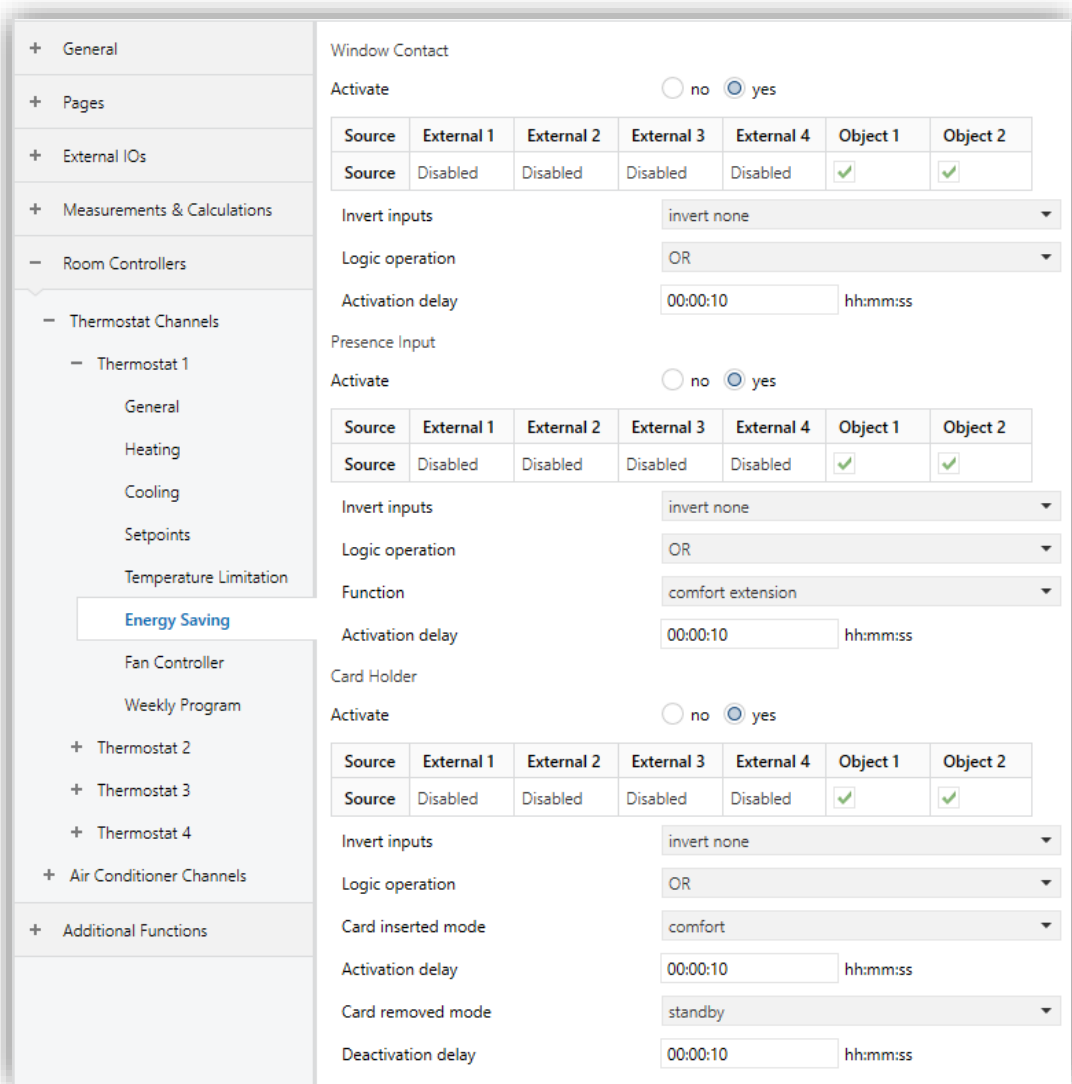 General
Pages
External IOs
Measurements & Calculations
Room Controllers
Thermostat Channels
Thermostat 1
General
Heating
Cooling
Setpoints
Temperature Limitation
Energy Saving
Fan Controller
Weekly Program
Thermostat 2
Thermostat 3
Thermostat 4
Air Conditioner Channels
Additional Functions
Window Contact
Activate no yes
Source External 1 External 2 External 3 External 4 Object 1 Object 2
Source Disabled Disabled Disabled Disabled
Invert inputs invert none
Logic operation OR
Activation delay 00:00:10 hh:mm:ss
Presence Input
Activate no yes
Source External 1 External 2 External 3 External 4 Object 1 Object 2
Source Disabled Disabled Disabled Disabled
Invert inputs invert none
Logic operation OR
Function comfort extension
Activation delay 00:00:10 hh:mm:ss
Card Holder
Activate no yes
Source External 1 External 2 External 3 External 4 Object 1 Object 2
Source Disabled Disabled Disabled Disabled
Invert inputs invert none
Logic operation OR
Card inserted mode comfort
Activation delay 00:00:10 hh:mm:ss
Card removed mode standby
Deactivation delay 00:00:10 hh:mm:ss